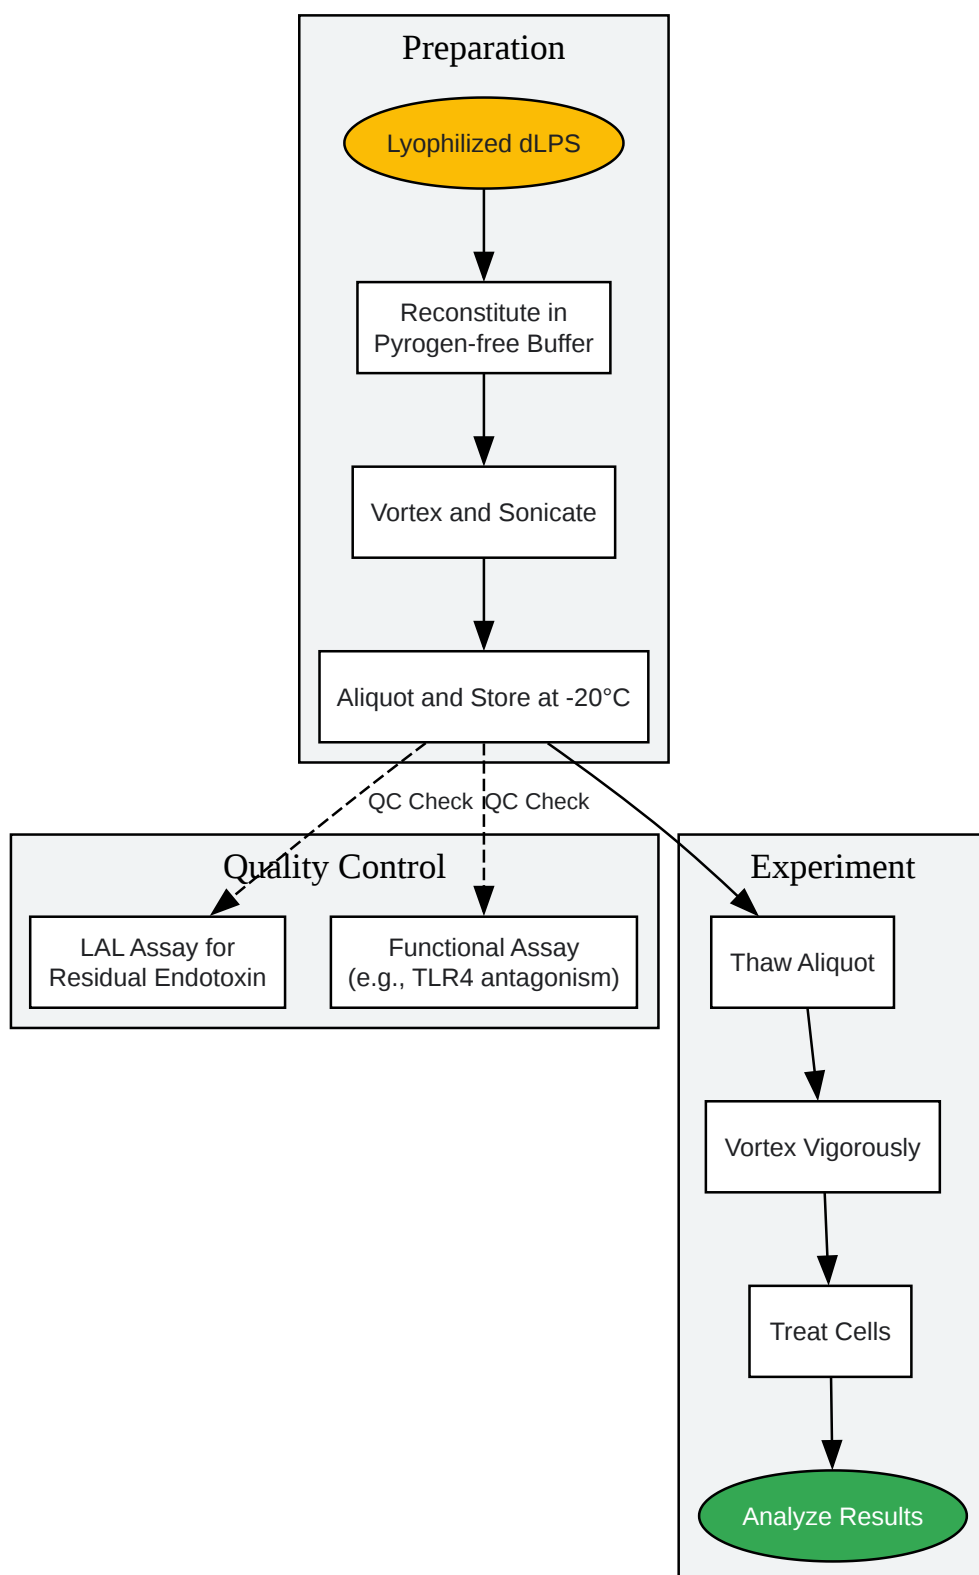 Preparation
Lyophilized dLPS
Reconstitute in
Pyrogen-free Buffer
Vortex and Sonicate
Aliquot and Store at -20°C
QC Check
QC Check
Quality Control
LAL Assay for
Residual Endotoxin
Functional Assay
(e.g., TLR4 antagonism)
Experiment
Thaw Aliquot
Vortex Vigorously
Treat Cells
Analyze Results